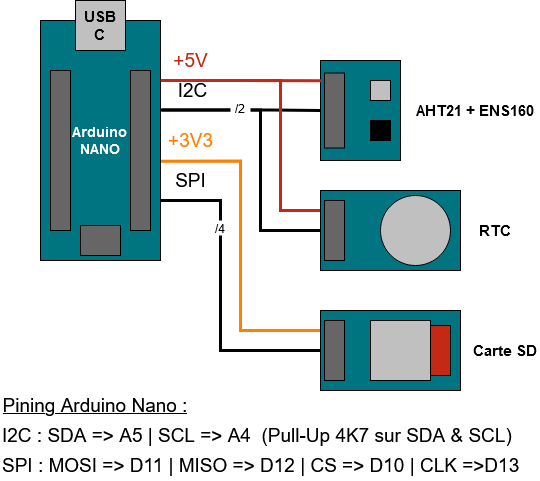 USB
C
+5V
I2C
/2
AHT21 + ENS160
Arduino
NANO
+3V3
SPI
/4
RTC
Carte SD
Pining Arduino Nano :
I2C : SDA => A5 | SCL => A4  (Pull-Up 4K7 sur SDA & SCL)
SPI : MOSI => D11 | MISO => D12 | CS => D10 | CLK =>D13